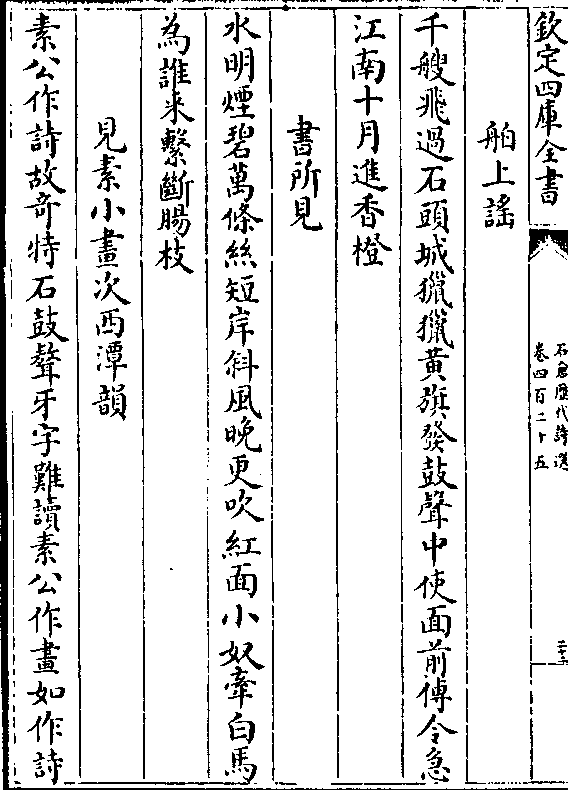 欽定四庫全書
石倉歷代詩選
卷四百二十五
二十三
舶上謡
千艘飛過石頭城獵獵黄旗發鼓聲中使面前傳令急
江南十月進香橙
書所見
水明煙碧萬條絲短岸斜風晚更吹紅面小奴牽白馬
為誰来繫斷腸枝
見素小畫次西潭韻
素公作詩故竒特石鼓聱牙字難讀素公作畫如作詩